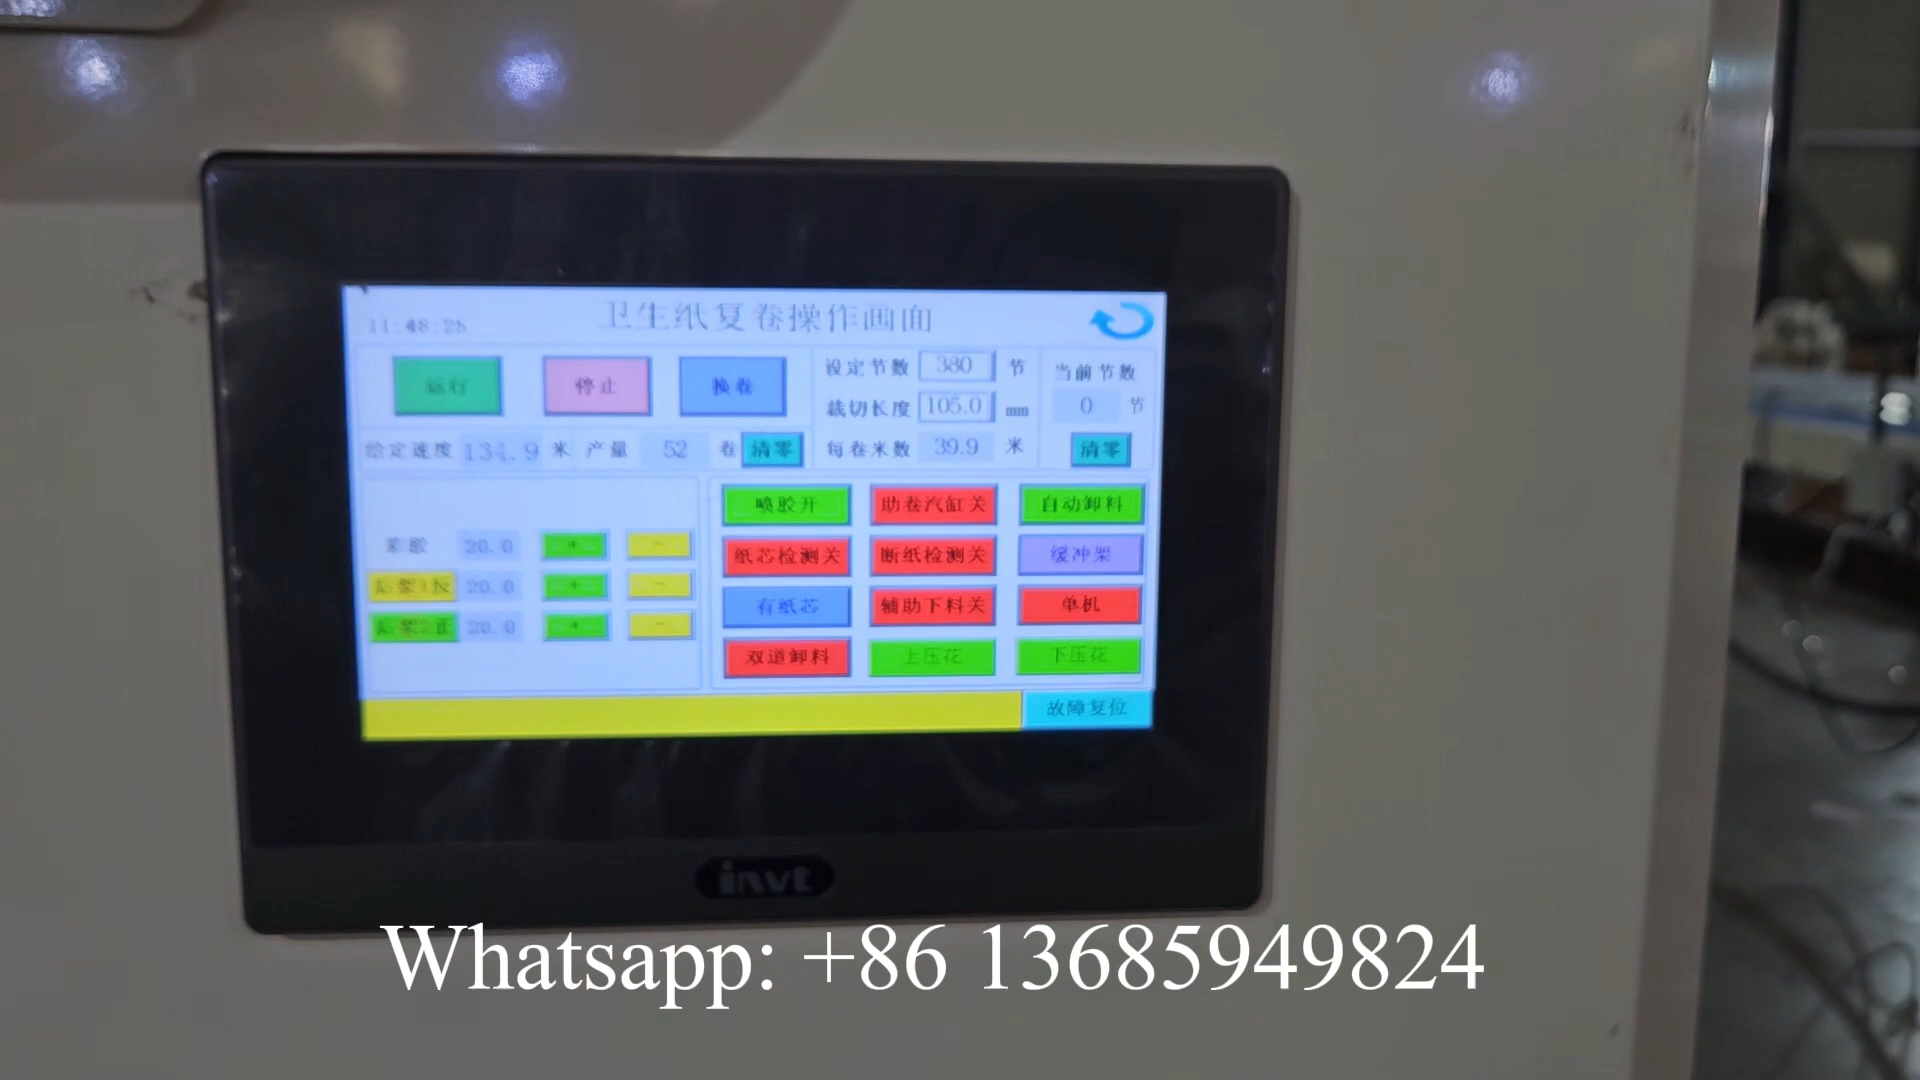 11:48:25 卫生纸复卷操作画面
运行 停止 换卷
设定节数 380 节
当前节数
裁切长度 105.0 mm
0 节
给定速度 134.9 米 产量 52 卷 清零
每卷米数 39.9 米
清零
喷胶开 助卷汽缸关 自动卸料
彩胶 20.0 + -
纸芯检测关 断纸检测关 缓冲架
20.0 + -
有纸芯 辅助下料关 单机
20.0 + -
双道卸料 上压花 下压花
故障复位
invt
Whatsapp: +86 13685949824